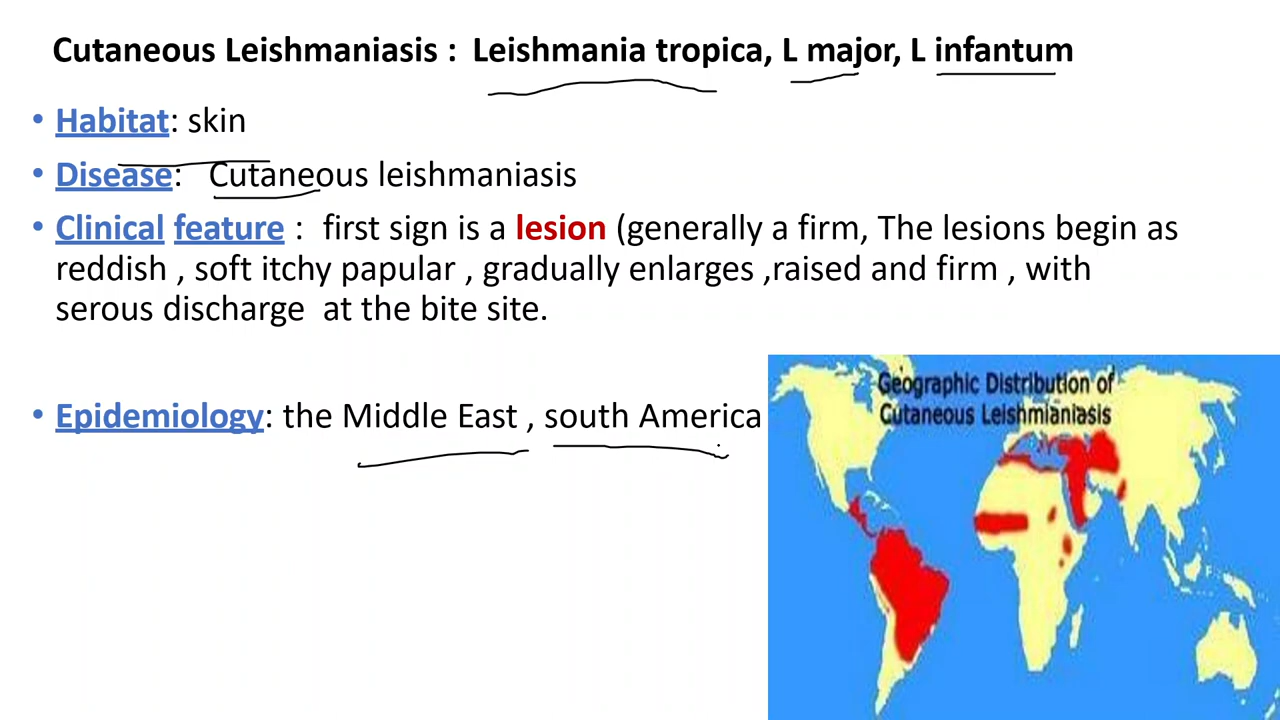 Cutaneous Leishmaniasis : Leishmania tropica, L major, L infantum
• Habitat: skin
• Disease: Cutaneous leishmaniasis
• Clinical feature : first sign is a lesion (generally a firm, The lesions begin as
reddish , soft itchy papular , gradually enlarges ,raised and firm , with
serous discharge at the bite site.
• Epidemiology: the Middle East , south America
Geographic Distribution of
Cutaneous Leishmianiasis